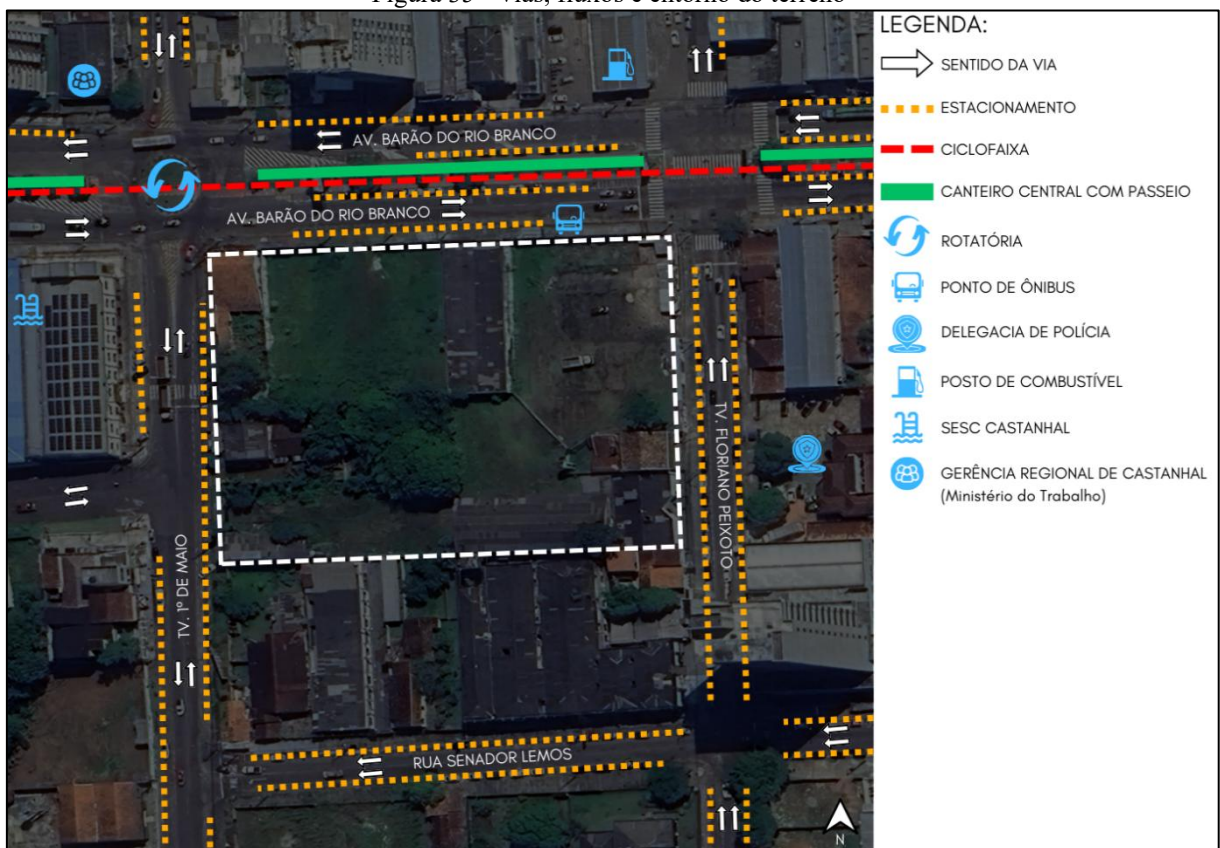 Figura 35 - Vias, fluxos e entorno do terreno
LEGENDA:
SENTIDO DA VIA
ESTACIONAMENTO
CICLOFAIXA
CANTEIRO CENTRAL COM PASSEIO
ROTATÓRIA
PONTO DE ÔNIBUS
DELEGACIA DE POLÍCIA
POSTO DE COMBUSTÍVEL
SESC CASTANHAL
GERÊNCIA REGIONAL DE CASTANHAL
(Ministério do Trabalho)
AV. BARÃO DO RIO BRANCO
AV. BARÃO DO RIO BRANCO
TV. 1º DE MAIO
TV. FLORIANO PEIXOTO
RUA SENADOR LEMOS
N